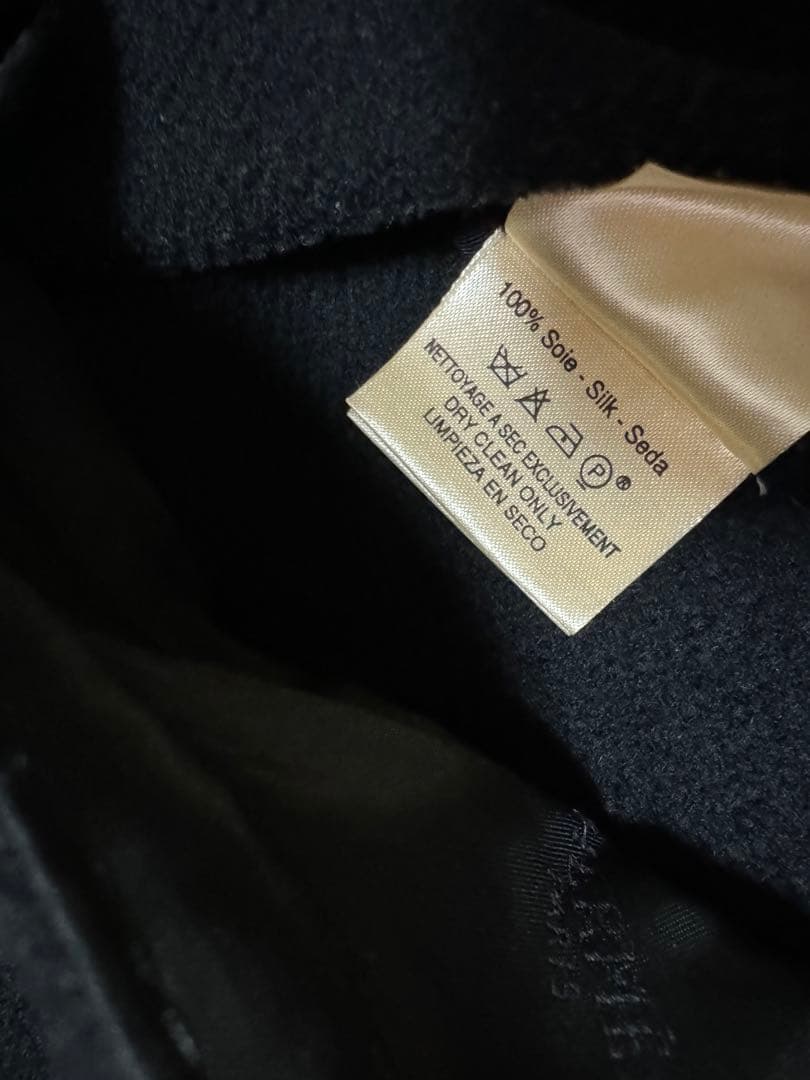 100% Soie - Silk - Seda
P ®
NETTOYAGE A SEC EXCLUSIVEMENT
DRY CLEAN ONLY
LIMPIEZA EN SECO